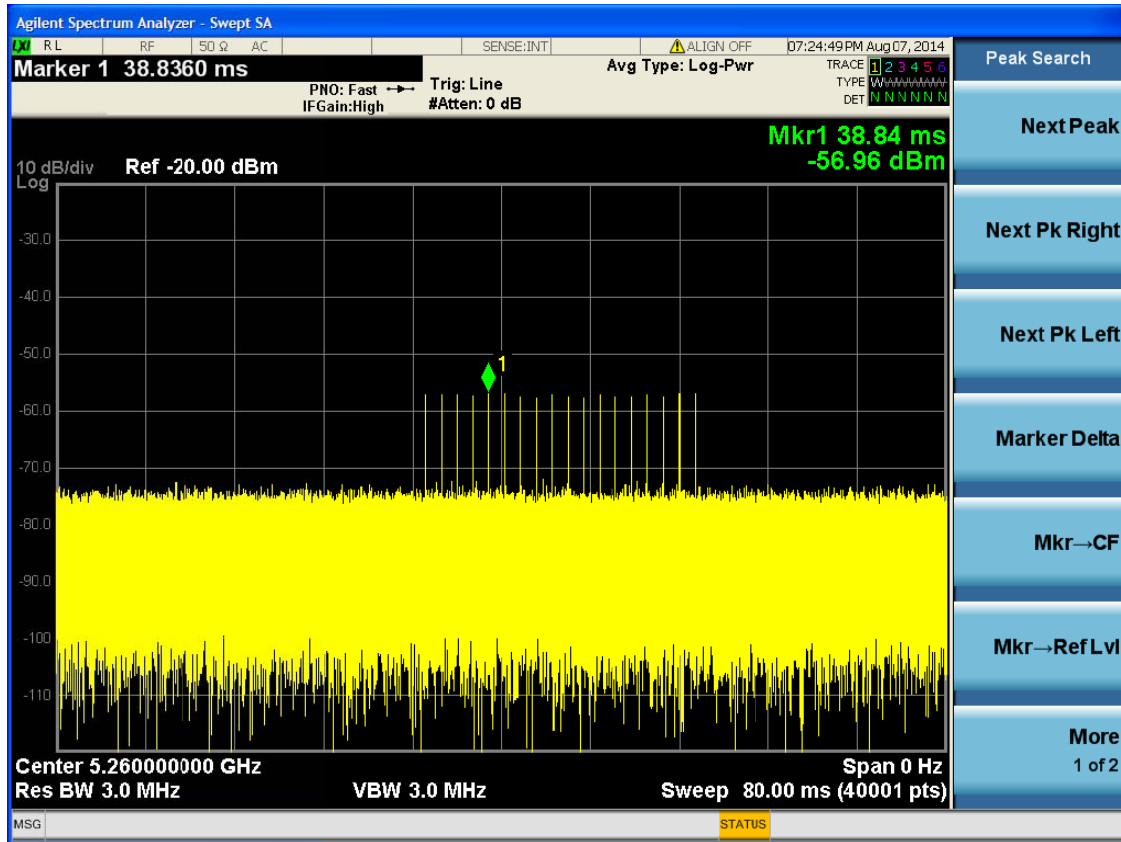 Agilent Spectrum Analyzer - Swept SA
LXI RL RF 50 Ω AC SENSE:INT ALIGN OFF 07:24:49 PM Aug 07, 2014
Marker 1 38.8360 ms
PNO: Fast
IFGain:High
Trig: Line
#Atten: 0 dB
Avg Type: Log-Pwr
TRACE 1 2 3 4 5 6
TYPE WWWWWW
DET N N N N N N
Mkr1 38.84 ms
-56.96 dBm
10 dB/div Ref -20.00 dBm
Log
-30.0
-40.0
-50.0
-60.0
-70.0
-80.0
-90.0
-100
-110
1
Center 5.260000000 GHz Span 0 Hz
Res BW 3.0 MHz VBW 3.0 MHz Sweep 80.00 ms (40001 pts)
MSG STATUS
Peak Search
Next Peak
Next Pk Right
Next Pk Left
Marker Delta
Mkr→CF
Mkr→Ref Lvl
More
1 of 2